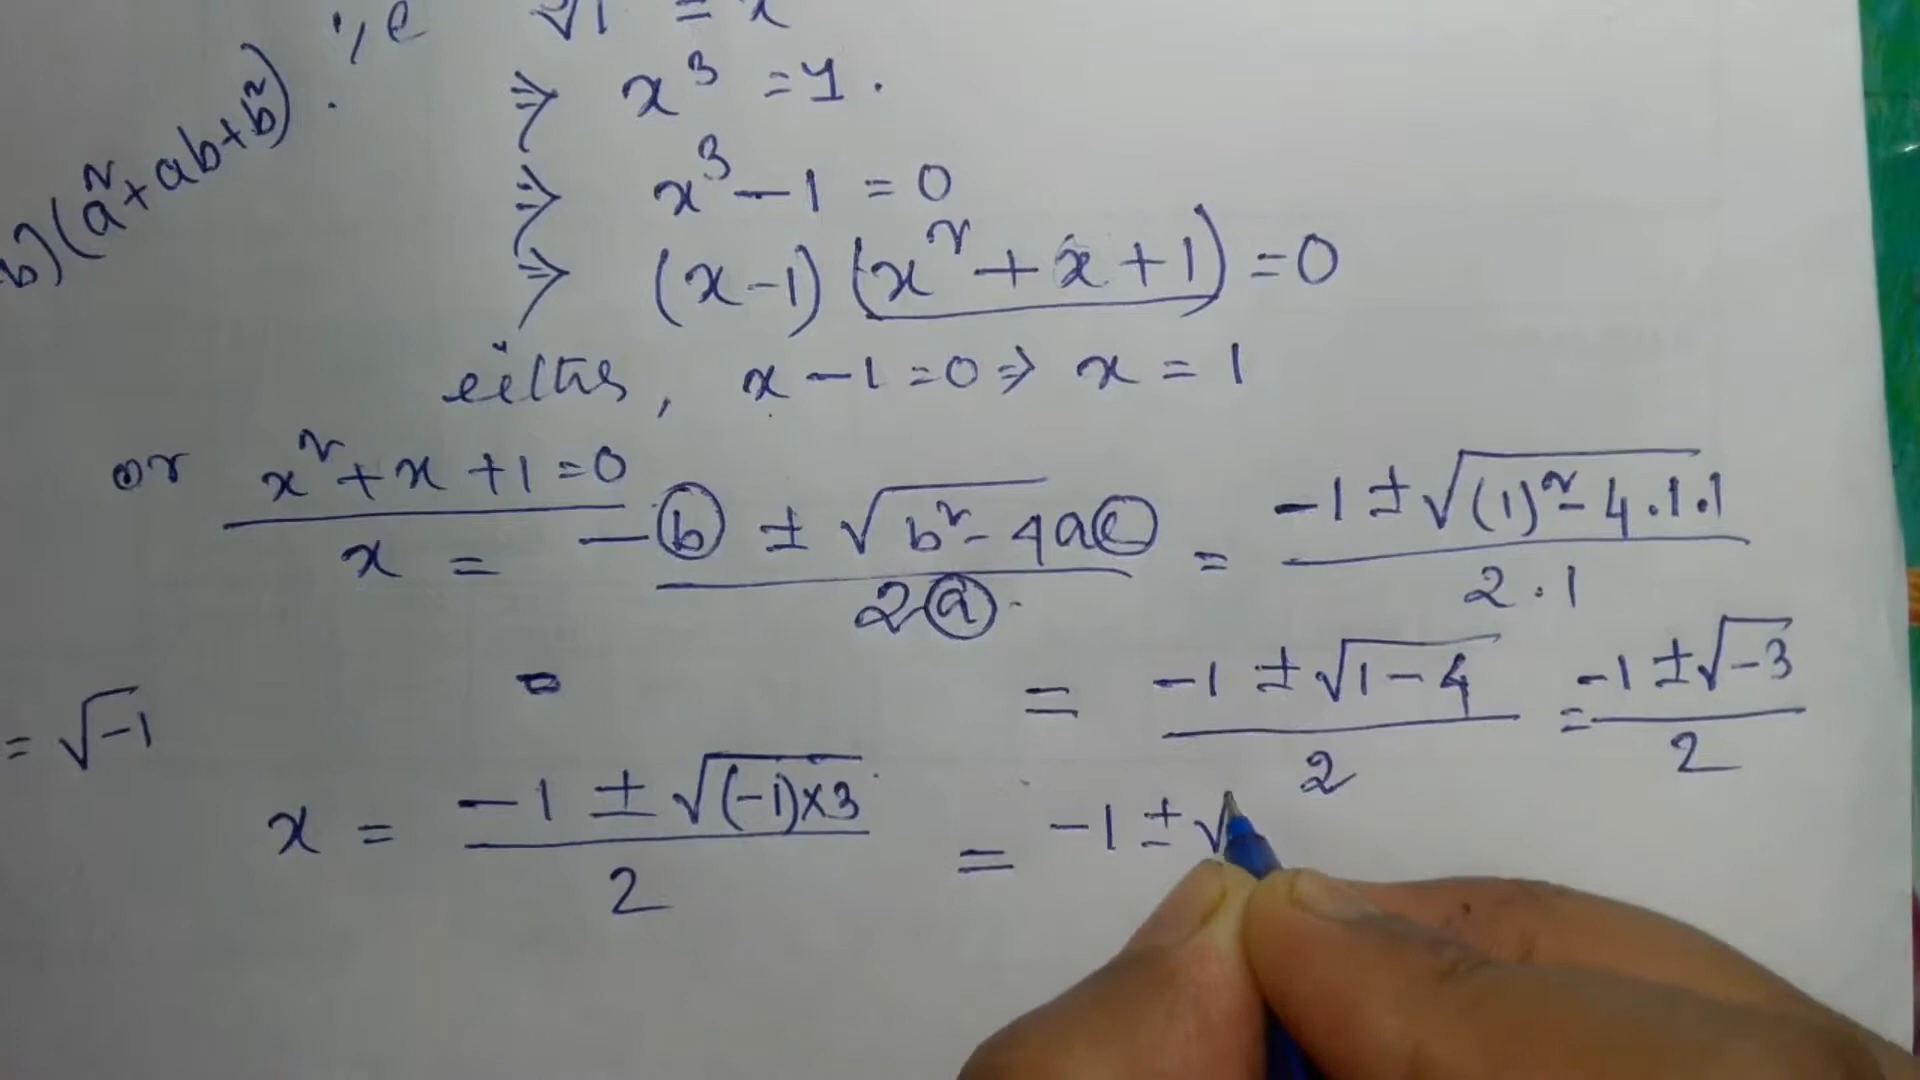 i.e ∛1 = x
⇒ x³ = 1.
b)(a²+ab+b²).
⇒ x³ − 1 = 0
⇒ (x−1)(x²+x+1) = 0
x − 1 = 0 ⇒ x = 1
or x² + x + 1 = 0
x = −b ± √(b² − 4ac) / 2a = −1 ± √((1)² − 4.1.1) / 2.1
= −1 ± √(1−4) / 2 = −1 ± √−3 / 2
= √−1
x = −1 ± √((−1)×3) / 2 = −1 ± √